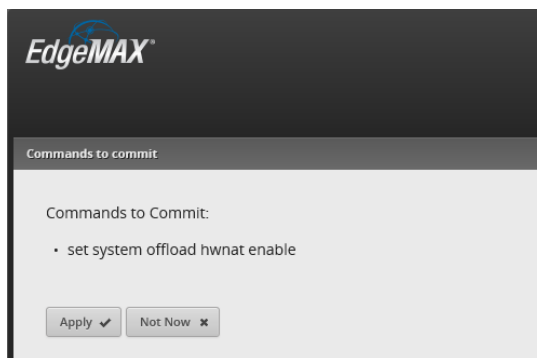 EdgeMAX
Commands to commit
Commands to Commit:
• set system offload hwnat enable
Apply ✔ Not Now ✖